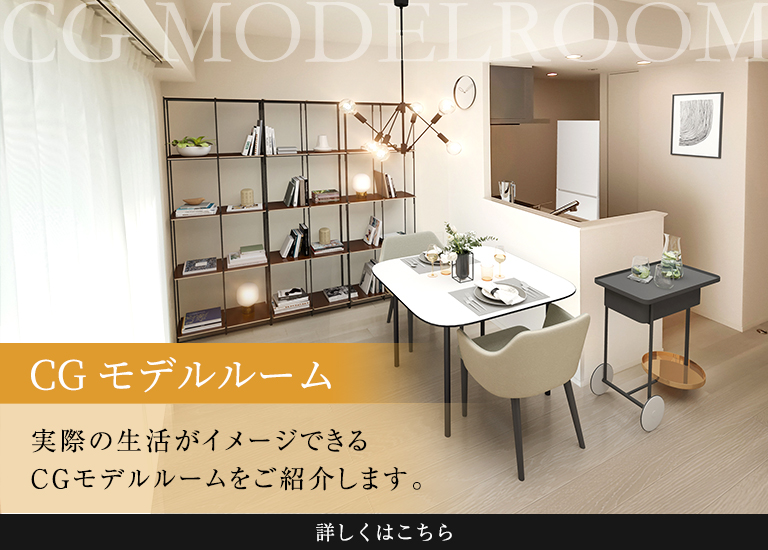 CG MODELROOM
CG モデルルーム
実際の生活がイメージできる
CGモデルルームをご紹介します。
詳しくはこちら